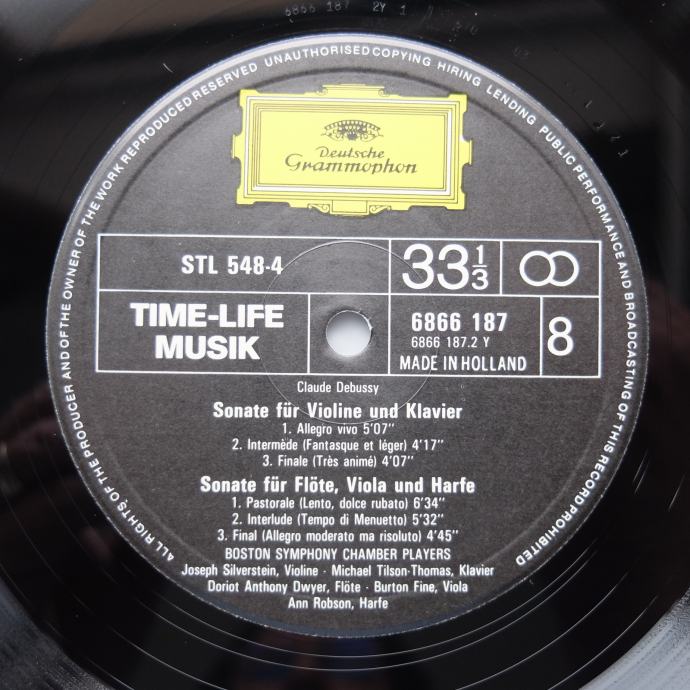 6866 187 2Y 1
ALL RIGHTS OF THE PRODUCER AND OF THE OWNER OF THE WORK REPRODUCED RESERVED UNAUTHORISED COPYING HIRING LENDING PUBLIC PERFORMANCE AND BROADCASTING OF THIS RECORD PROHIBITED
Deutsche
Grammophon
STL 548-4
33 1/3
TIME-LIFE
MUSIK
6866 187
6866 187.2 Y
MADE IN HOLLAND
8
Claude Debussy
Sonate für Violine und Klavier
1. Allegro vivo 5'07''
2. Intermède (Fantasque et léger) 4'17''
3. Finale (Très animé) 4'07''
Sonate für Flöte, Viola und Harfe
1. Pastorale (Lento, dolce rubato) 6'34''
2. Interlude (Tempo di Menuetto) 5'32''
3. Final (Allegro moderato ma risoluto) 4'45''
BOSTON SYMPHONY CHAMBER PLAYERS
Joseph Silverstein, Violine · Michael Tilson-Thomas, Klavier
Doriot Anthony Dwyer, Flöte · Burton Fine, Viola
Ann Robson, Harfe